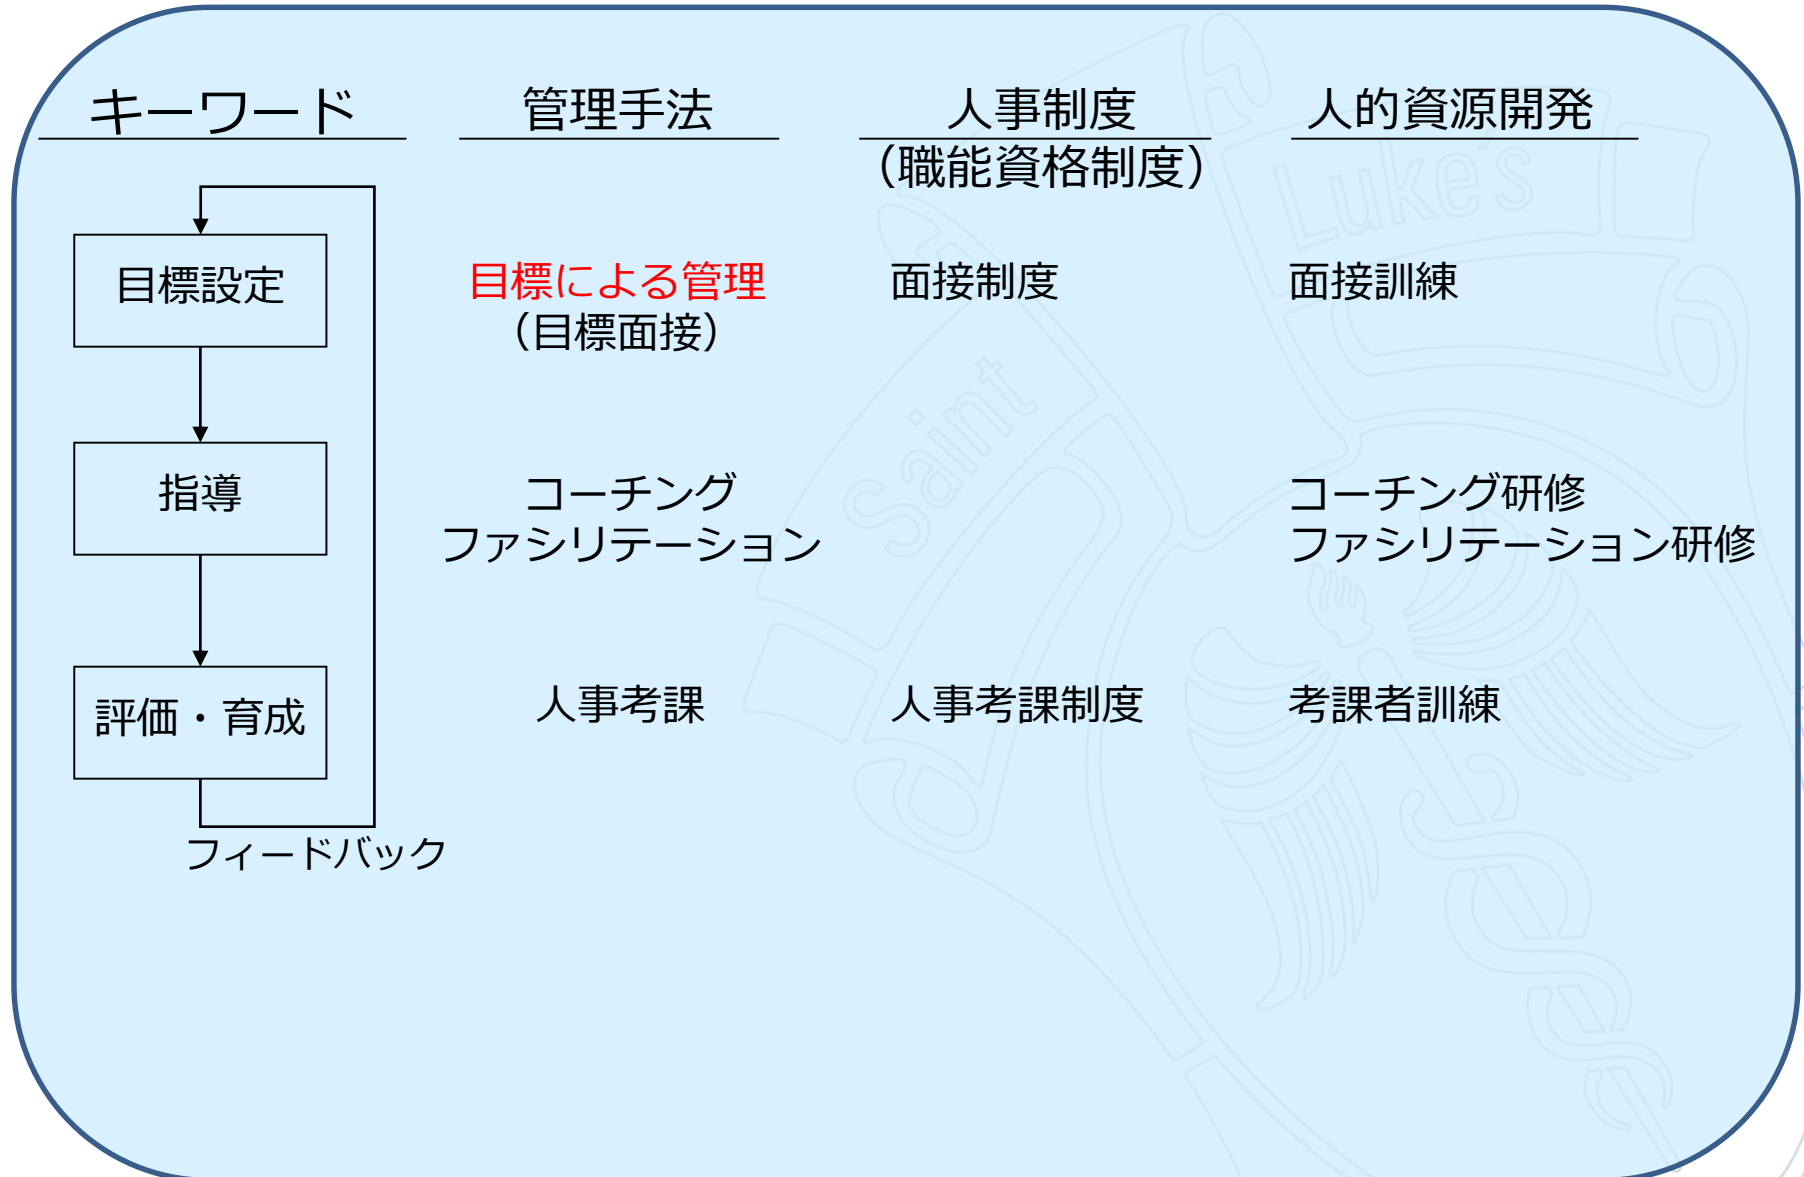 キーワード
管理手法
人事制度
（職能資格制度）
人的資源開発
目標設定
目標による管理
（目標面接）
面接制度
面接訓練
指導
コーチング
ファシリテーション
コーチング研修
ファシリテーション研修
評価・育成
人事考課
人事考課制度
考課者訓練
フィードバック
Saint
Luke's